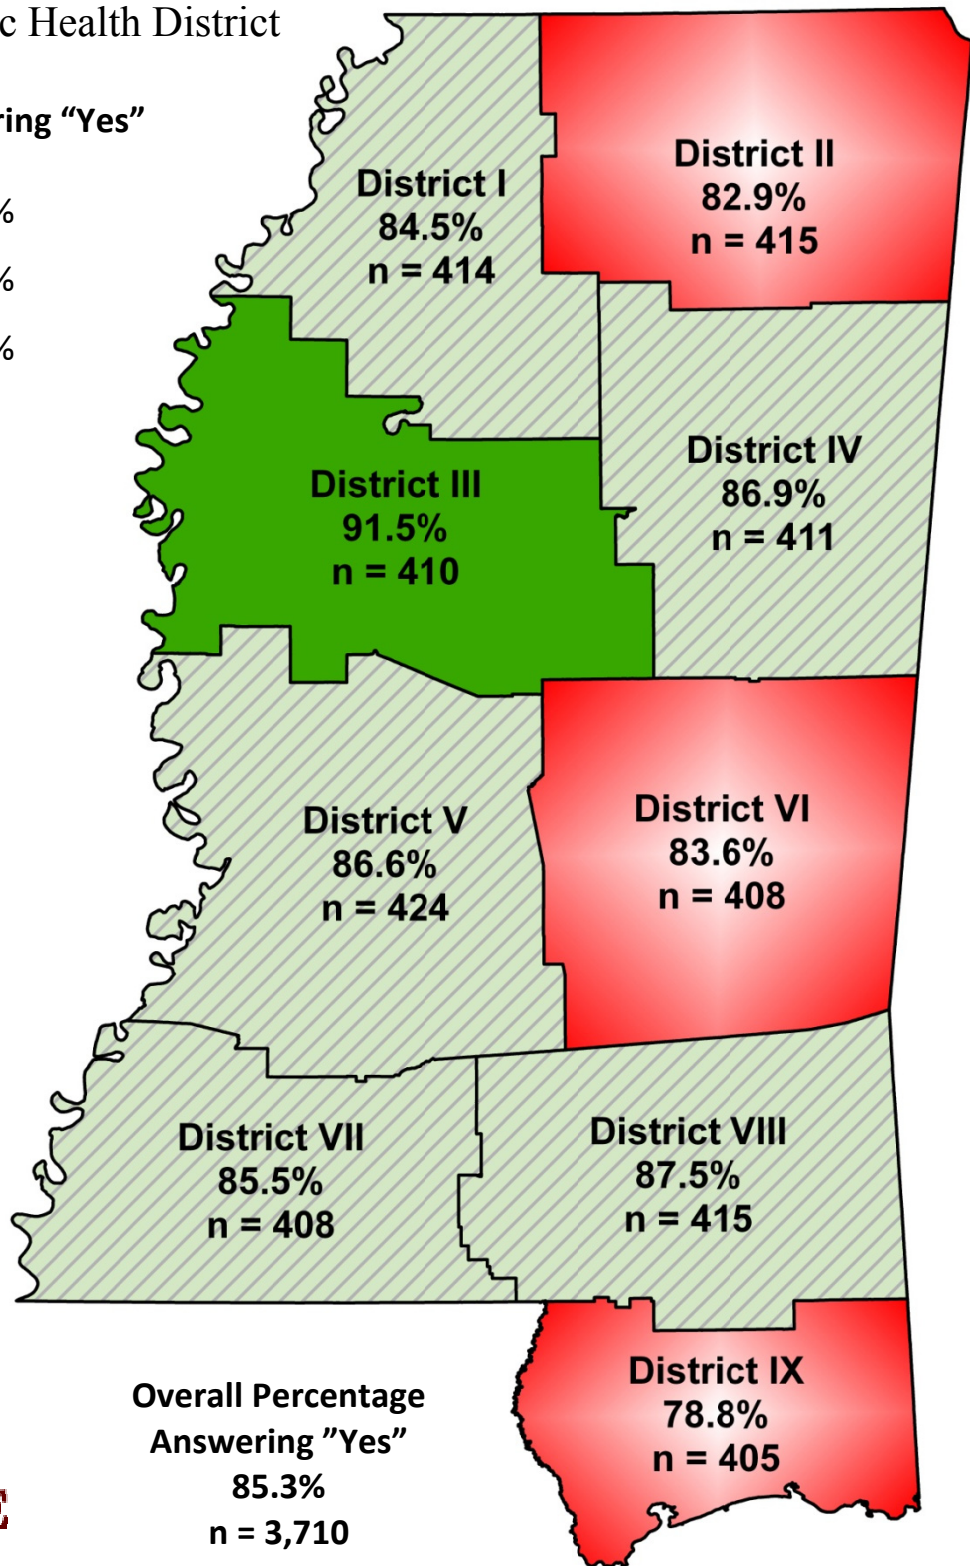 c Health District
ring “Yes”
%
%
%
District I
84.5%
n = 414
District II
82.9%
n = 415
District III
91.5%
n = 410
District IV
86.9%
n = 411
District V
86.6%
n = 424
District VI
83.6%
n = 408
District VII
85.5%
n = 408
District VIII
87.5%
n = 415
District IX
78.8%
n = 405
Overall Percentage
Answering ”Yes”
85.3%
n = 3,710
E